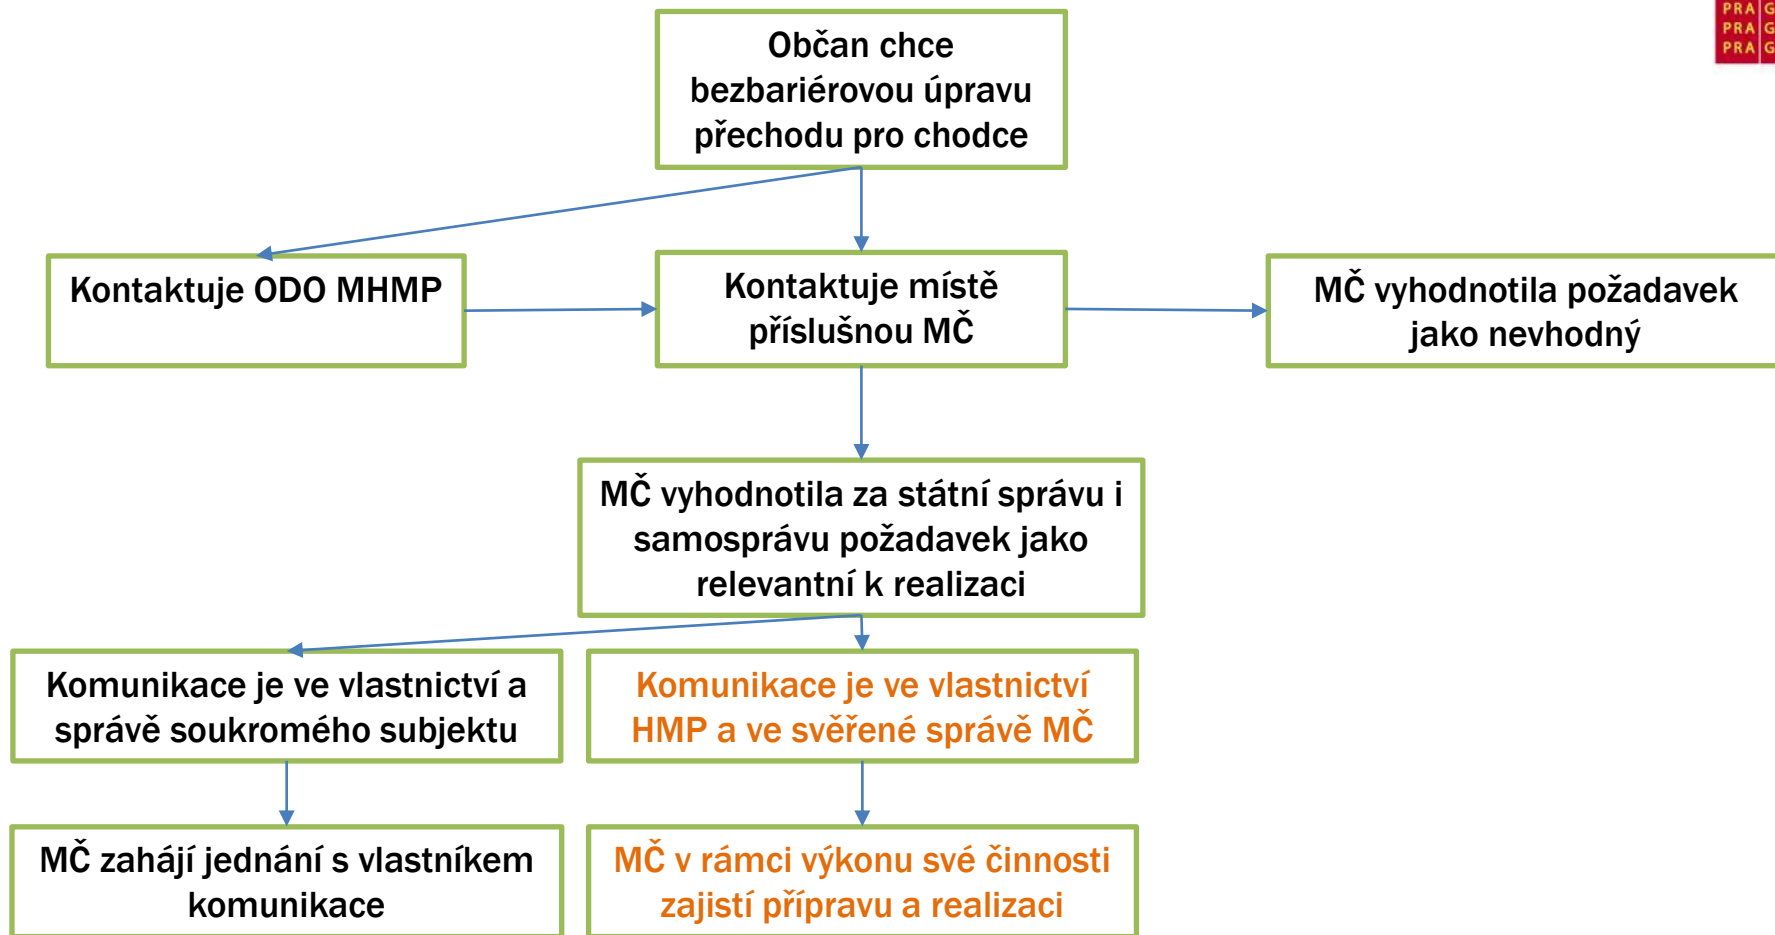 PRA G
PRA G
PRA G
Občan chce
bezbariérovou úpravu
přechodu pro chodce
Kontaktuje ODO MHMP
Kontaktuje místě
příslušnou MČ
MČ vyhodnotila požadavek
jako nevhodný
MČ vyhodnotila za státní správu i
samosprávu požadavek jako
relevantní k realizaci
Komunikace je ve vlastnictví a
správě soukromého subjektu
Komunikace je ve vlastnictví
HMP a ve svěřené správě MČ
MČ zahájí jednání s vlastníkem
komunikace
MČ v rámci výkonu své činnosti
zajistí přípravu a realizaci